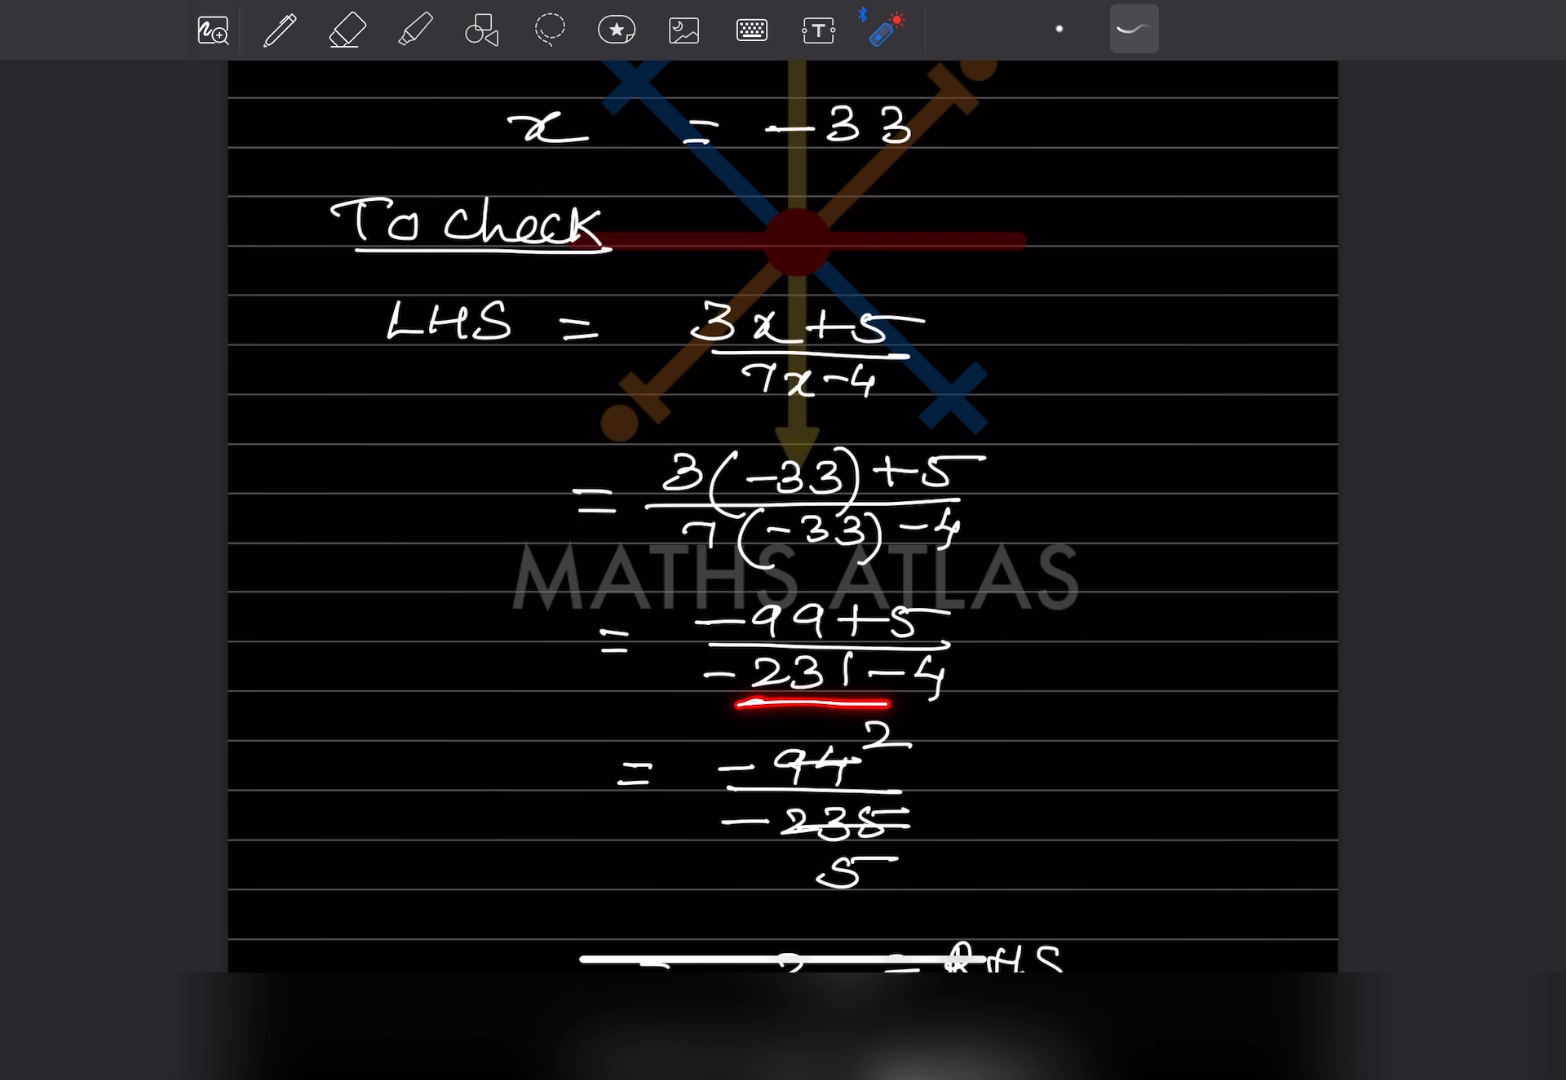 x = -33
To check
LHS = 3x+5
7x-4
= 3(-33)+5
7(-33)-4
MATHS ATLAS
= -99+5
-231-4
= -94 2
-235
5
= RHS